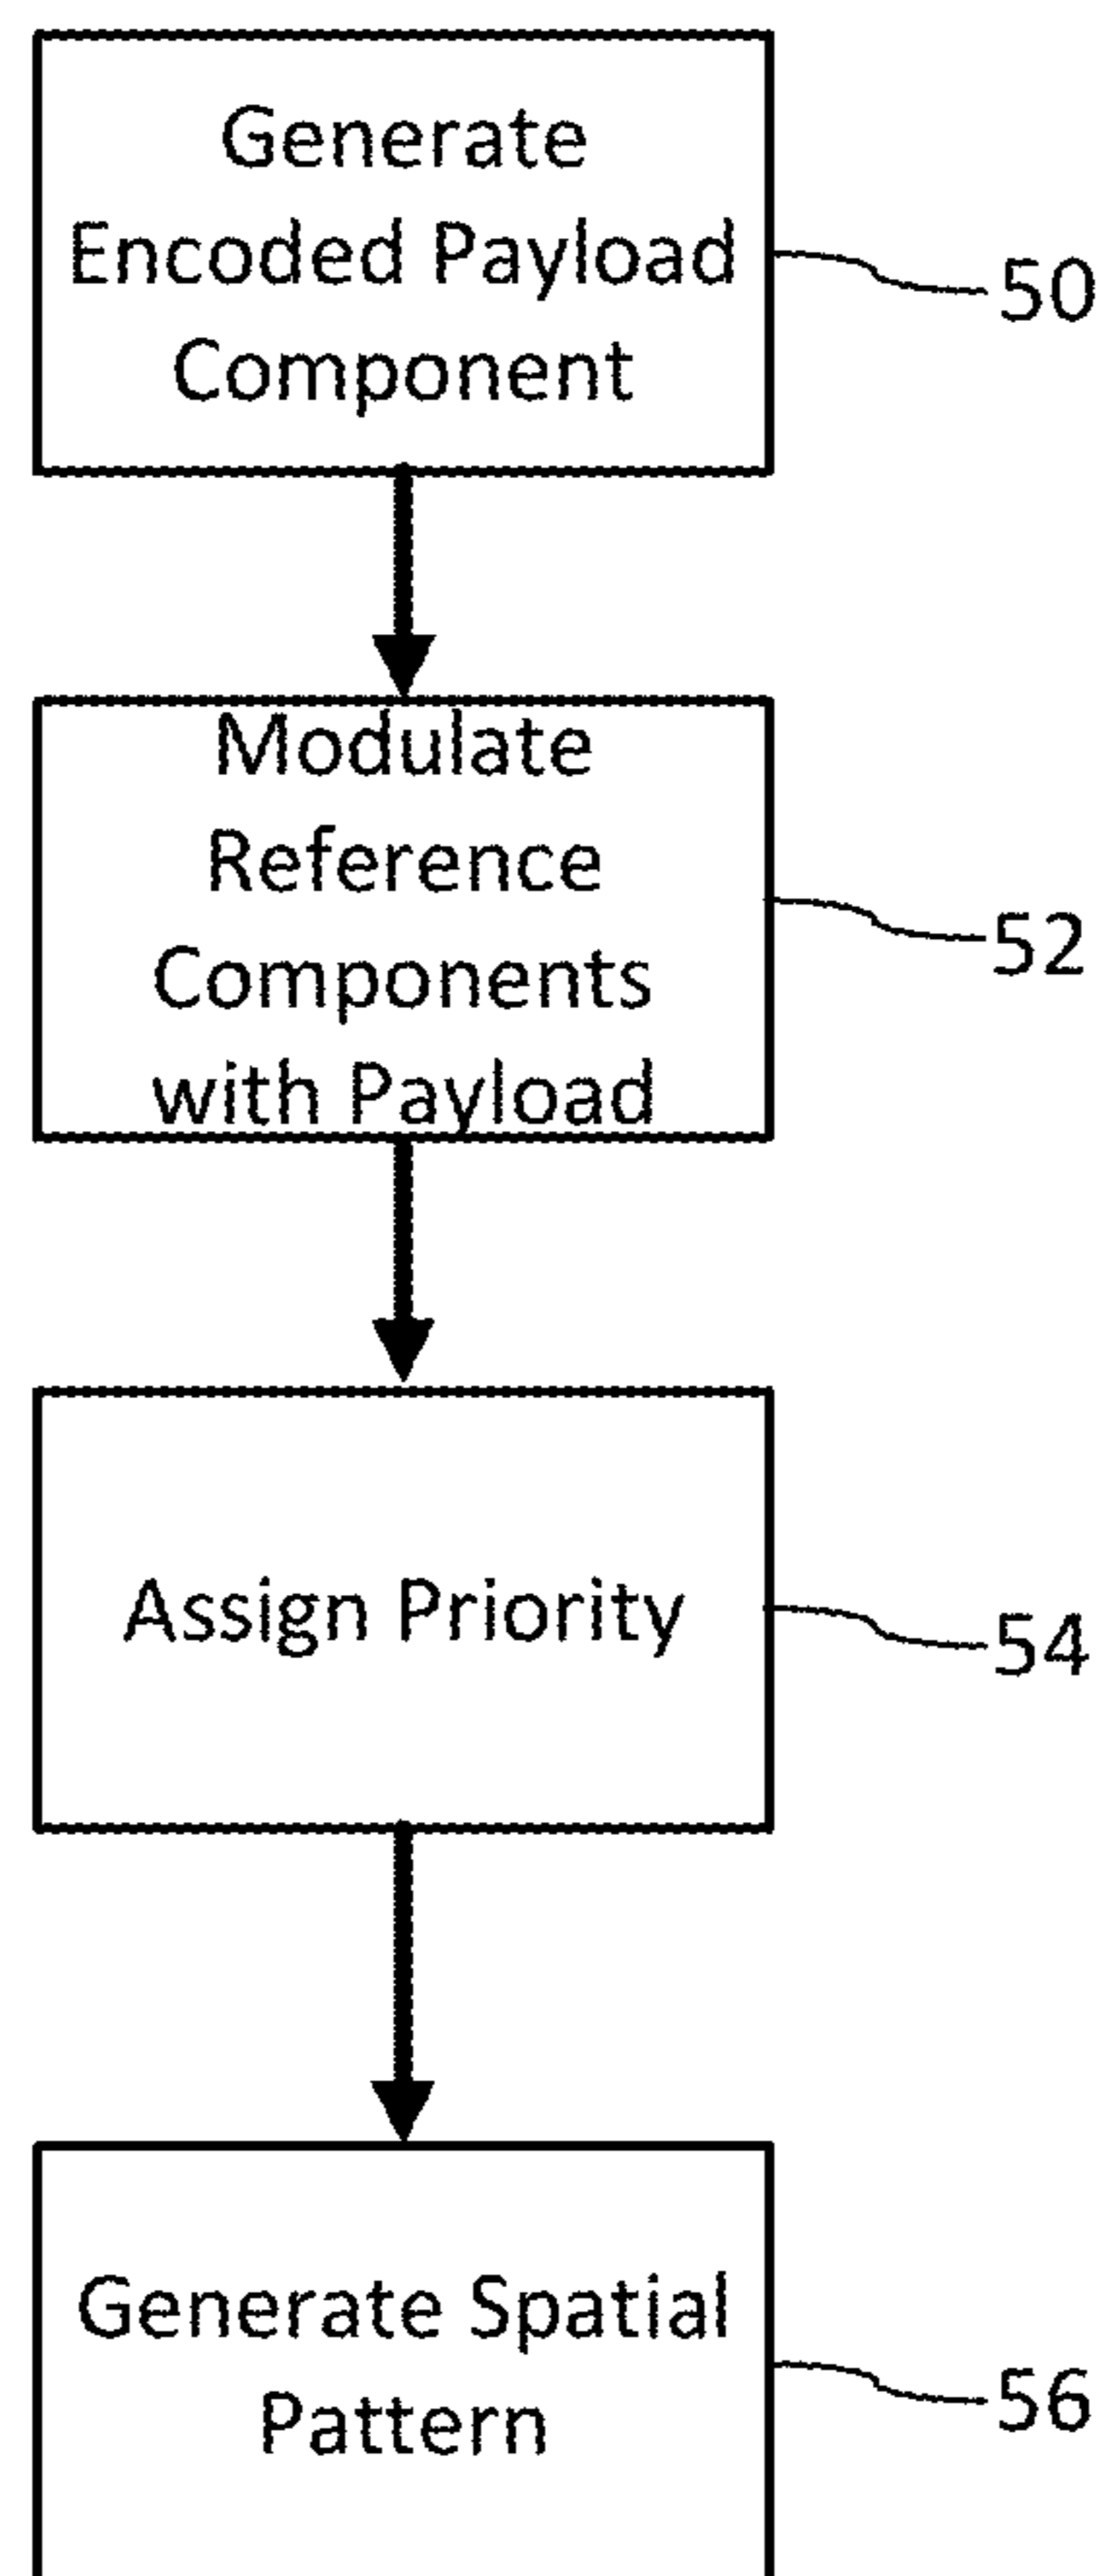 Generate
Encoded Payload
Component
50
Modulate
Reference
Components
with Payload
52
Assign Priority
54
Generate Spatial
Pattern
56